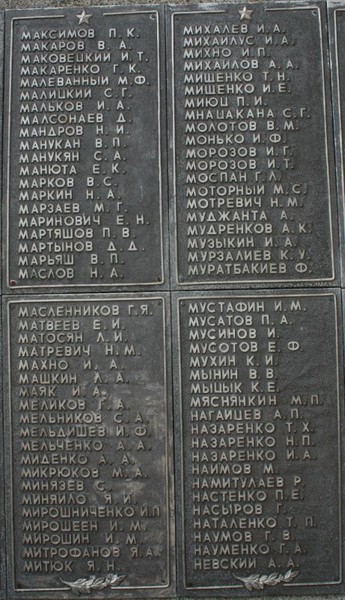 МАКСИМОВ П. К.
МАКАРОВ В. А.
МАКОВЕЦКИЙ И. Т.
МАКАРЕНКО Г. К.
МАЛЕВАННЫЙ М.Ф.
МАЛИЦКИЙ С. Г.
МАЛЬКОВ И. А.
МАЛСОНАЕВ Д.
МАНДРОВ Н. И.
МАНУКАН В. П.
МАНУКЯН С. А.
МАНЮТА Е. К.
МАРКОВ В. С.
МАРКИН Н. А.
МАРЗАЕВ М. Г.
МАРИНОВИЧ Е. Н.
МАРТЯШОВ П. В.
МАРТЫНОВ Д. Д.
МАРЬЯШ В. П.
МАСЛОВ Н. А.
МАСЛЕННИКОВ Г.Я.
МАТВЕЕВ Е. И.
МАТОСЯН Л. И.
МАТРЕВИЧ Н.М.
МАХНО И. А.
МАШКИН Л. А.
МАЯК И. А.
МЕЛИКОВ Г. А.
МЕЛЬНИКОВ С. А.
МЕЛЬДИШЕВ И. Ф.
МЕЛЬЧЕНКО А. А.
МИДЕНКО А. А.
МИКРЮКОВ М. А.
МИНЯЗЕВ С.
МИНЯЙЛО Я. И.
МИРОШНИЧЕНКО И.П
МИРОШЕЕН И. М.
МИРОШИН И. М.
МИТРОФАНОВ Я. А.
МИТЮК Я. Н.
МИХАЛЕВ И. А.
МИХАЙЛУС И. А.
МИХНО И. П.
МИХАЙЛОВ А. А.
МИЩЕНКО Т. Н.
МИЩЕНКО И. Е.
МИЮЦ П. И.
МНАЦАКАНА С. Г.
МОЛОТОВ В. М.
МОНЬКО И. Ф.
МОРОЗОВ И. Г.
МОРОЗОВ И. Т.
МОСПАН Г. Л.
МОТОРНЫЙ М. С.
МОТРЕВИЧ Н. М.
МУДЖАНТА А.
МУДРЕНКОВ А. К.
МУЗЫКИН И. А.
МУРЗАЛИЕВ К. У.
МУРАТБАКИЕВ Ф.
МУСТАФИН И. М.
МУСАТОВ П. А.
МУСИНОВ И.
МУСОТОВ Е. Ф.
МУХИН К. И.
МЫНИН В. В.
МЫЦЫК К. Е.
МЯСНЯНКИН М. П.
НАГАЙЦЕВ А. П.
НАЗАРЕНКО Т. Х.
НАЗАРЕНКО Н. П.
НАЗАРЕНКО И. А.
НАИМОВ М.
НАМИТУЛАЕВ Р.
НАСТЕНКО П. Е.
НАСЫРОВ Г.
НАТАЛЕНКО Т. П.
НАУМОВ Г. В.
НАУМЕНКО Г. А.
НЕВСКИЙ А. А.